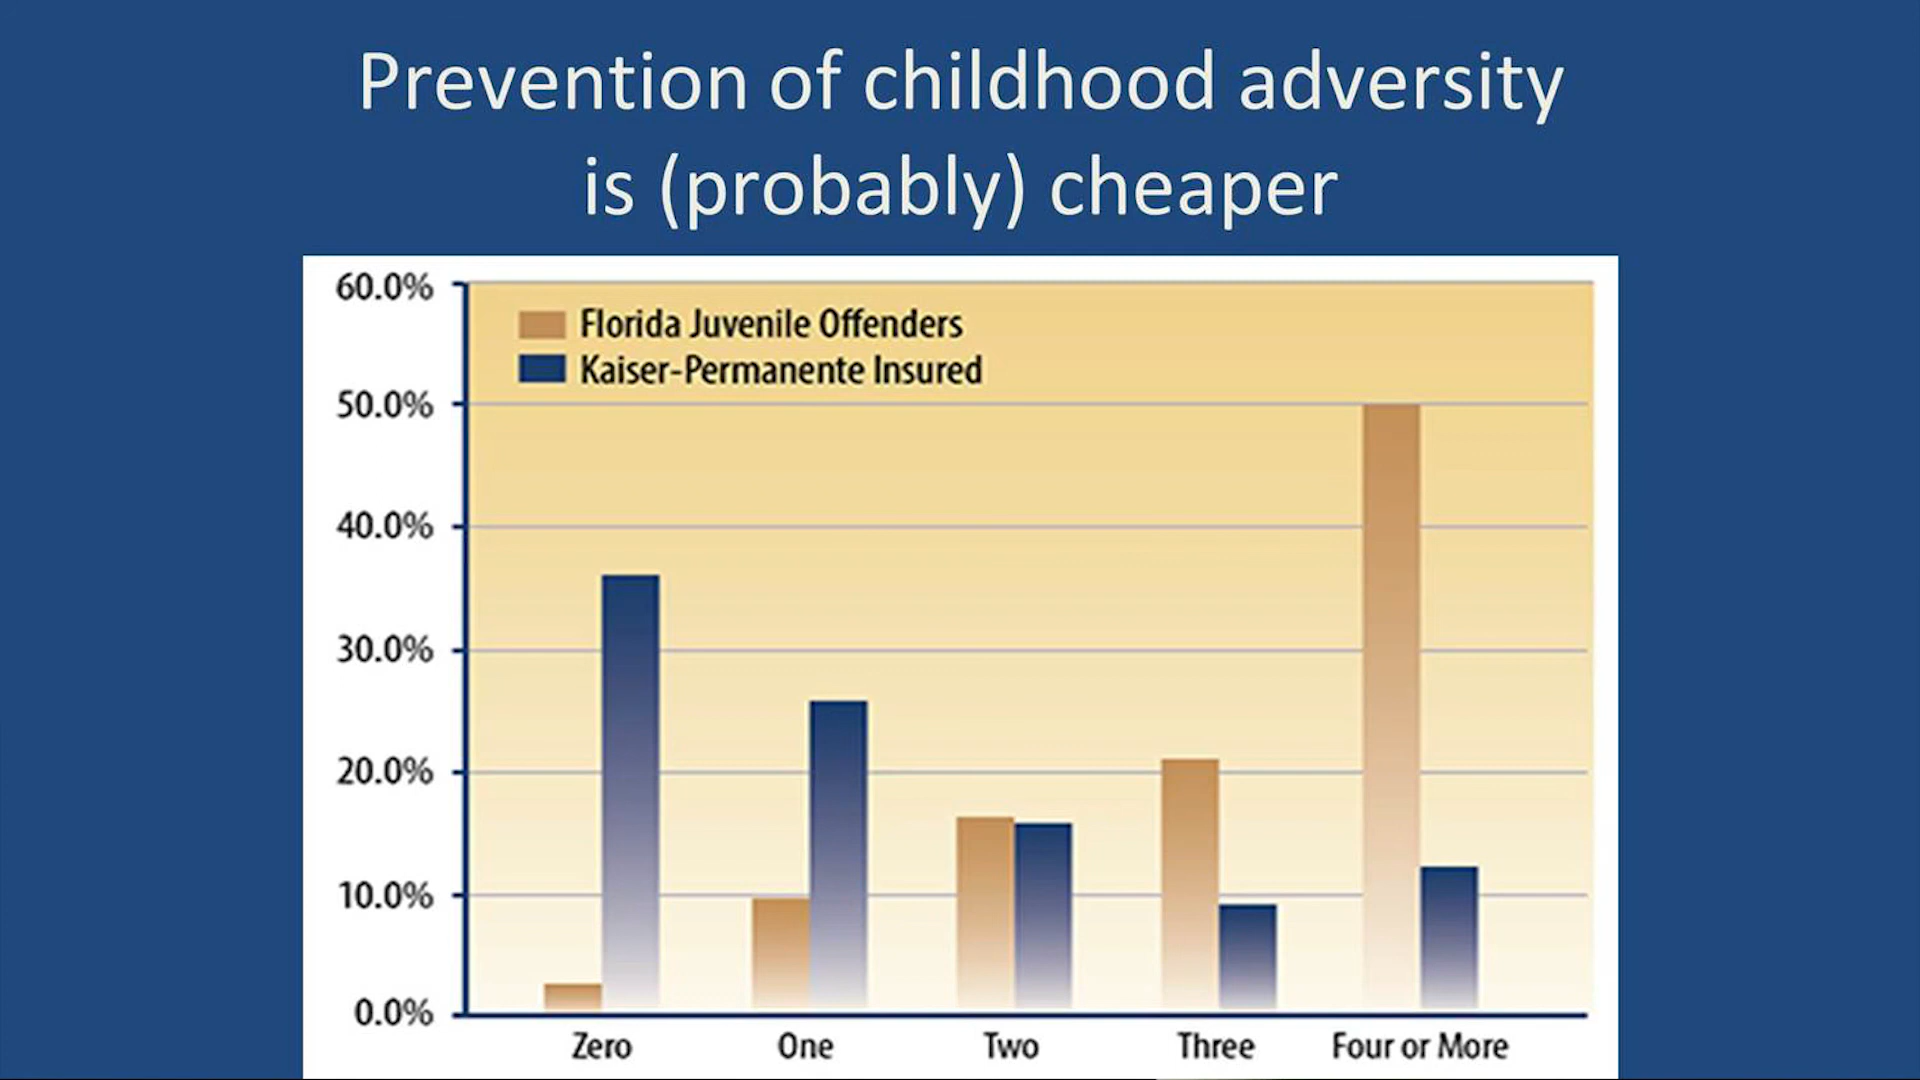 Prevention of childhood adversity
is (probably) cheaper
60.0%
Florida Juvenile Offenders
Kaiser-Permanente Insured
50.0%
40.0%
30.0%
20.0%
10.0%
0.0%
Zero One Two Three Four or More